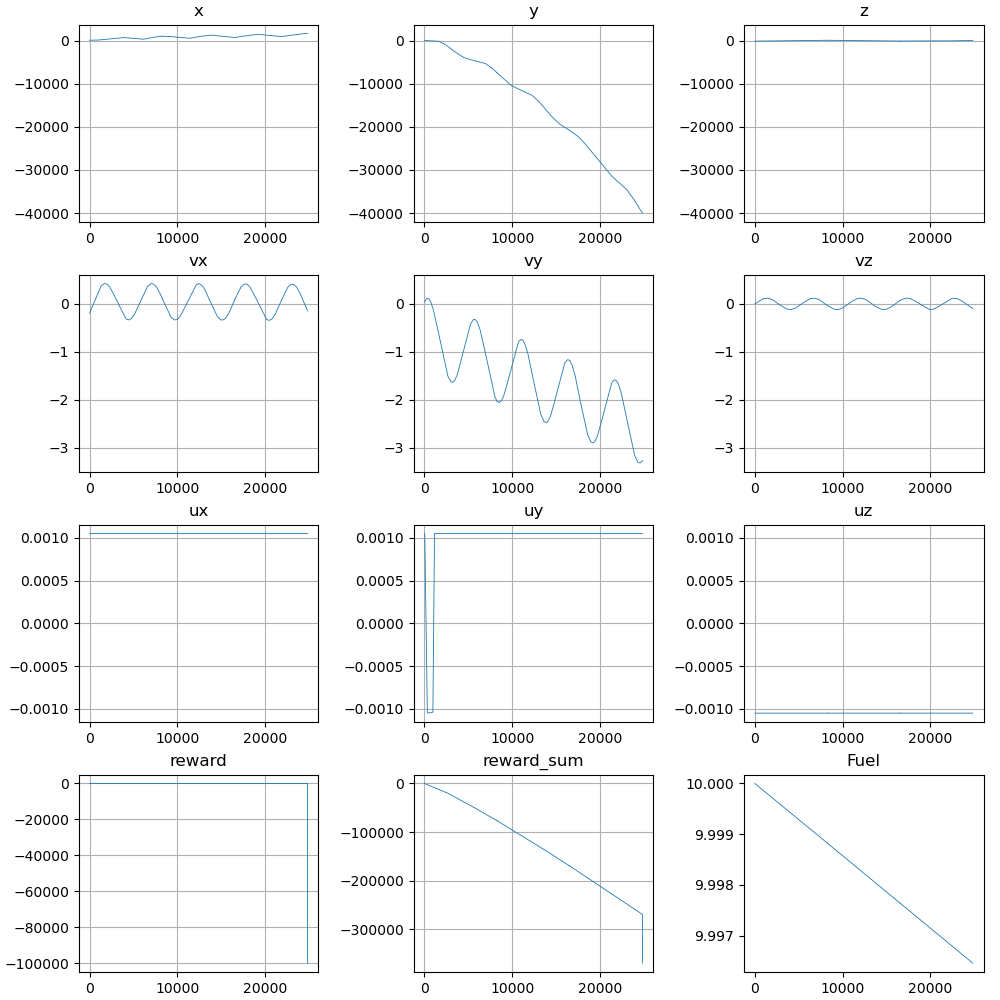 x y z
0 0 0
−10000 −10000 −10000
−20000 −20000 −20000
−30000 −30000 −30000
−40000 −40000 −40000
0 10000 20000 0 10000 20000 0 10000 20000
vx vy vz
0 0 0
−1 −1 −1
−2 −2 −2
−3 −3 −3
0 10000 20000 0 10000 20000 0 10000 20000
ux uy uz
0.0010 0.0010 0.0010
0.0005 0.0005 0.0005
0.0000 0.0000 0.0000
−0.0005 −0.0005 −0.0005
−0.0010 −0.0010 −0.0010
0 10000 20000 0 10000 20000 0 10000 20000
reward reward_sum Fuel
0 0 10.000
−20000 −100000 9.999
−40000 −200000 9.998
−60000 −300000 9.997
−80000
−100000
0 10000 20000 0 10000 20000 0 10000 20000